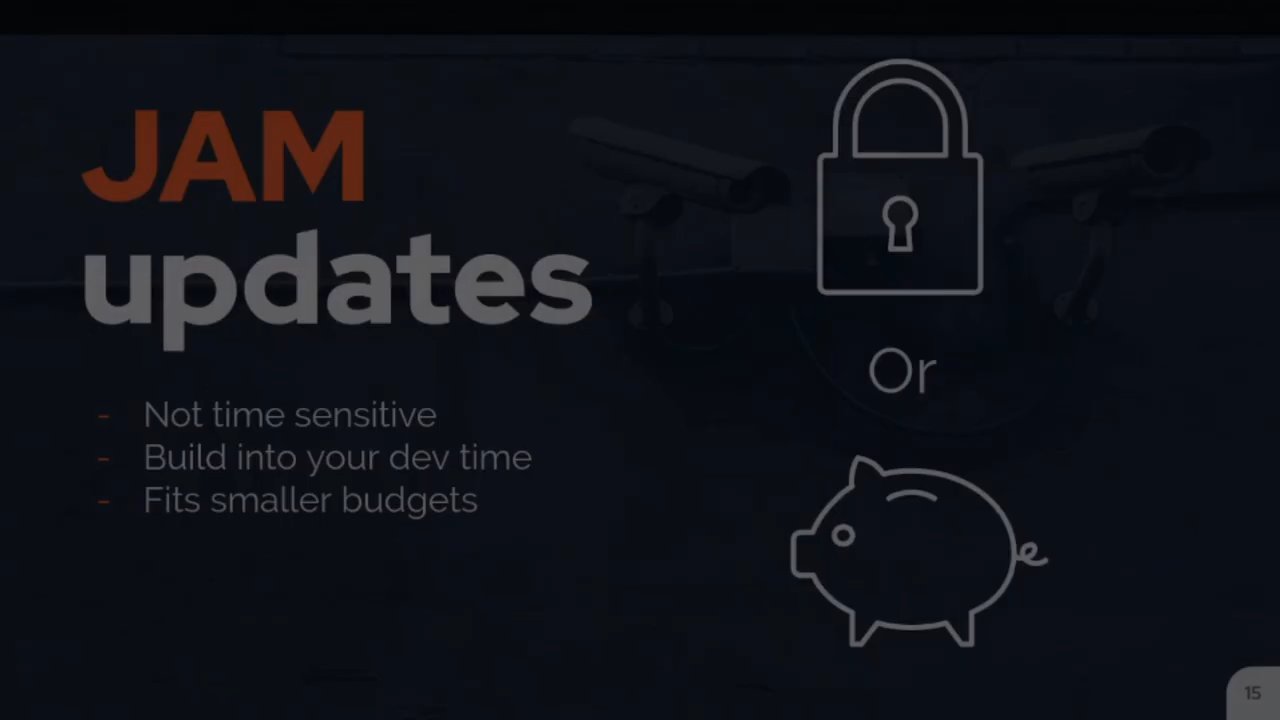 JAM
updates
- Not time sensitive
- Build into your dev time
- Fits smaller budgets
Or
15